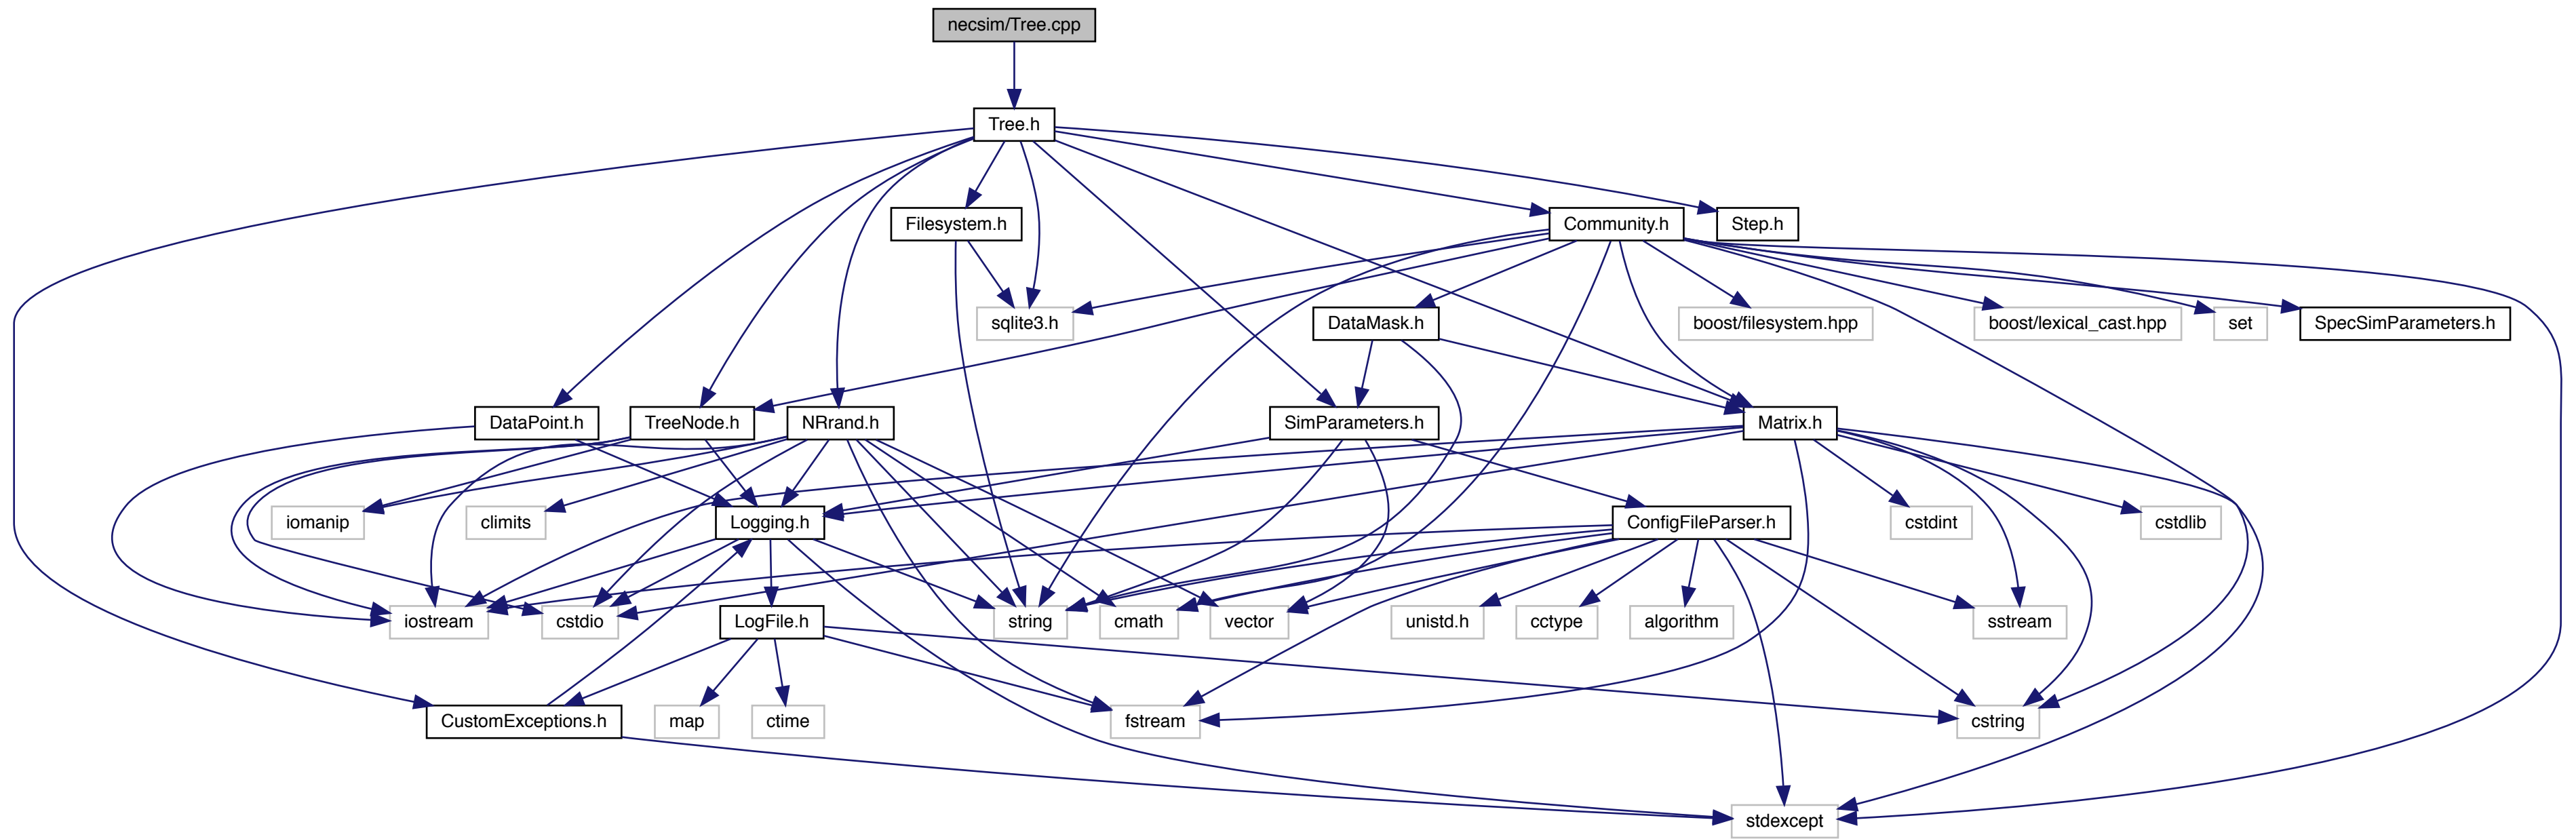 necsim/Tree.cpp
Tree.h
Filesystem.h
Community.h
Step.h
sqlite3.h
DataMask.h
boost/filesystem.hpp
boost/lexical_cast.hpp
set
SpecSimParameters.h
DataPoint.h
TreeNode.h
NRrand.h
SimParameters.h
Matrix.h
iomanip
climits
Logging.h
ConfigFileParser.h
cstdint
cstdlib
iostream
cstdio
LogFile.h
string
cmath
vector
unistd.h
cctype
algorithm
sstream
CustomExceptions.h
map
ctime
fstream
cstring
stdexcept